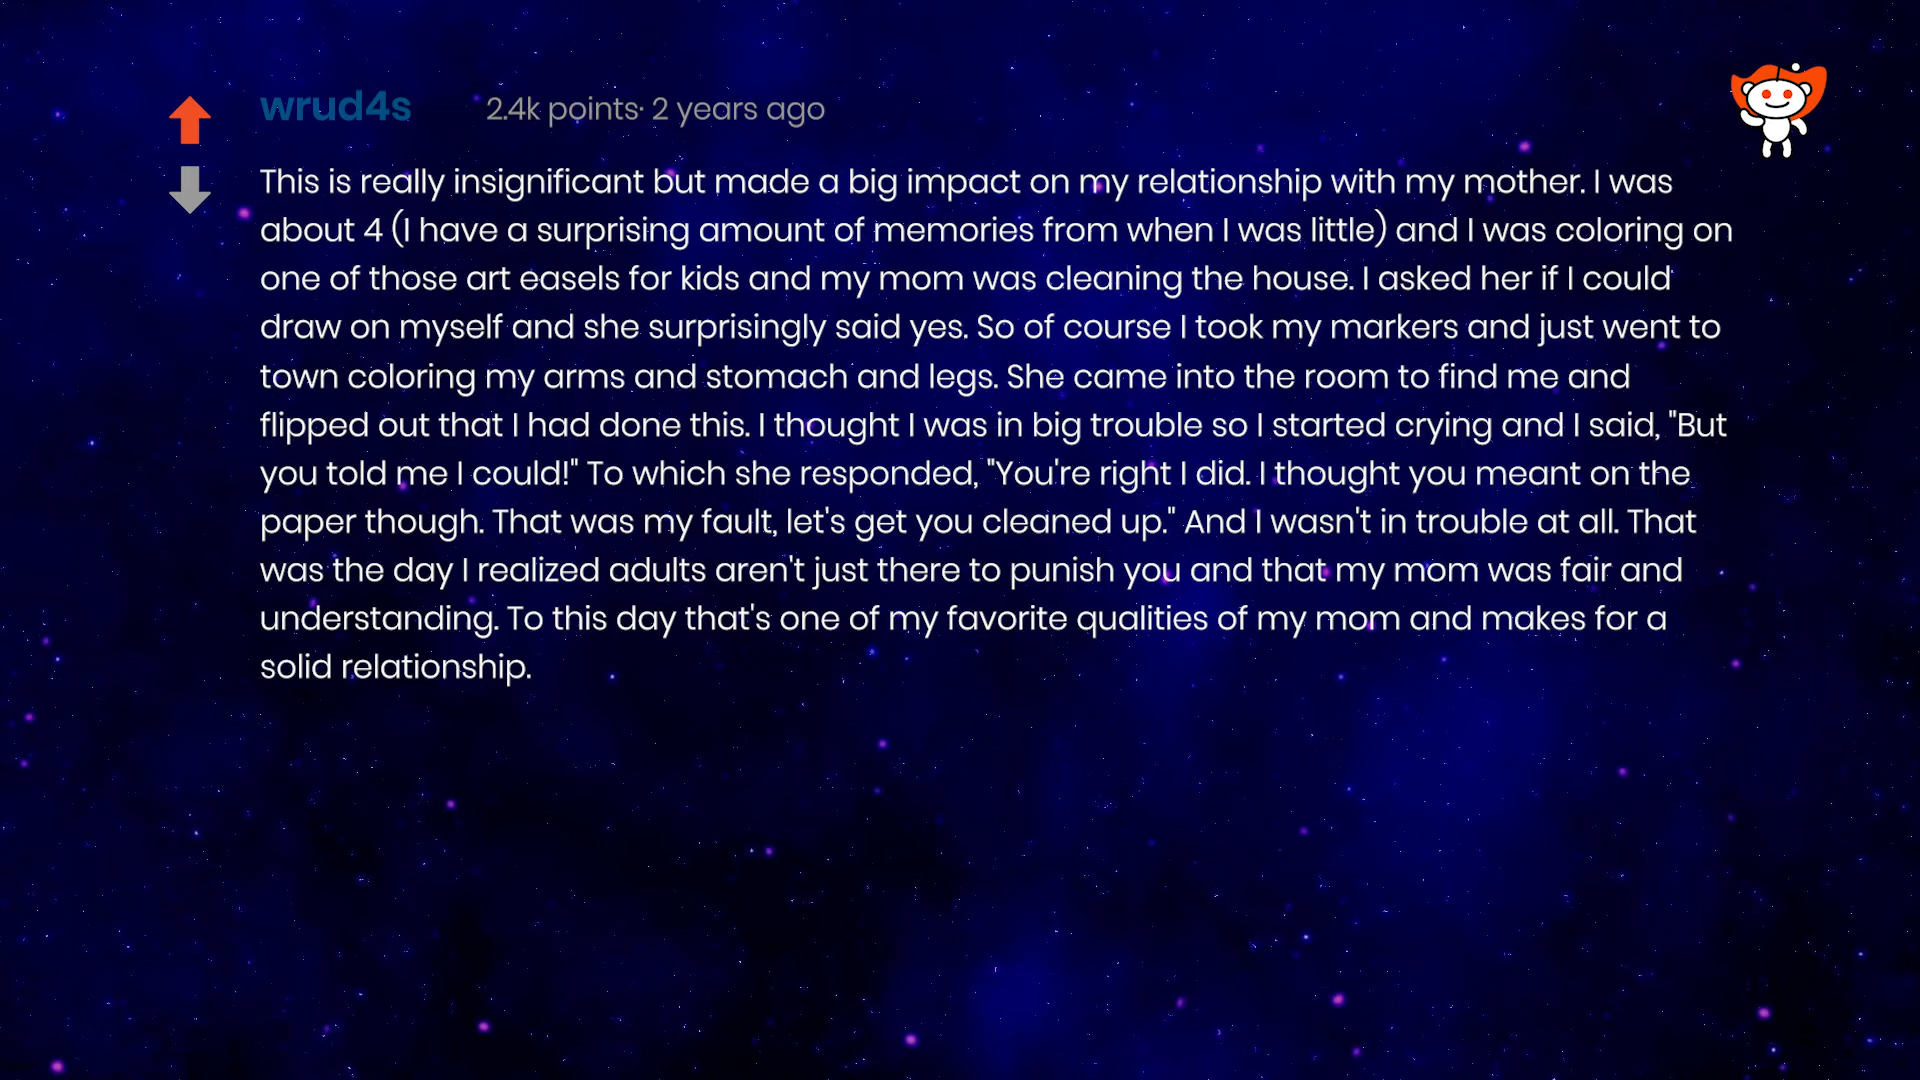 wrud4s 2.4k points· 2 years ago
This is really insignificant but made a big impact on my relationship with my mother. I was
about 4 (I have a surprising amount of memories from when I was little) and I was coloring on
one of those art easels for kids and my mom was cleaning the house. I asked her if I could
draw on myself and she surprisingly said yes. So of course I took my markers and just went to
town coloring my arms and stomach and legs. She came into the room to find me and
flipped out that I had done this. I thought I was in big trouble so I started crying and I said, "But
you told me I could!" To which she responded, "You're right I did. I thought you meant on the
paper though. That was my fault, let's get you cleaned up." And I wasn't in trouble at all. That
was the day I realized adults aren't just there to punish you and that my mom was fair and
understanding. To this day that's one of my favorite qualities of my mom and makes for a
solid relationship.